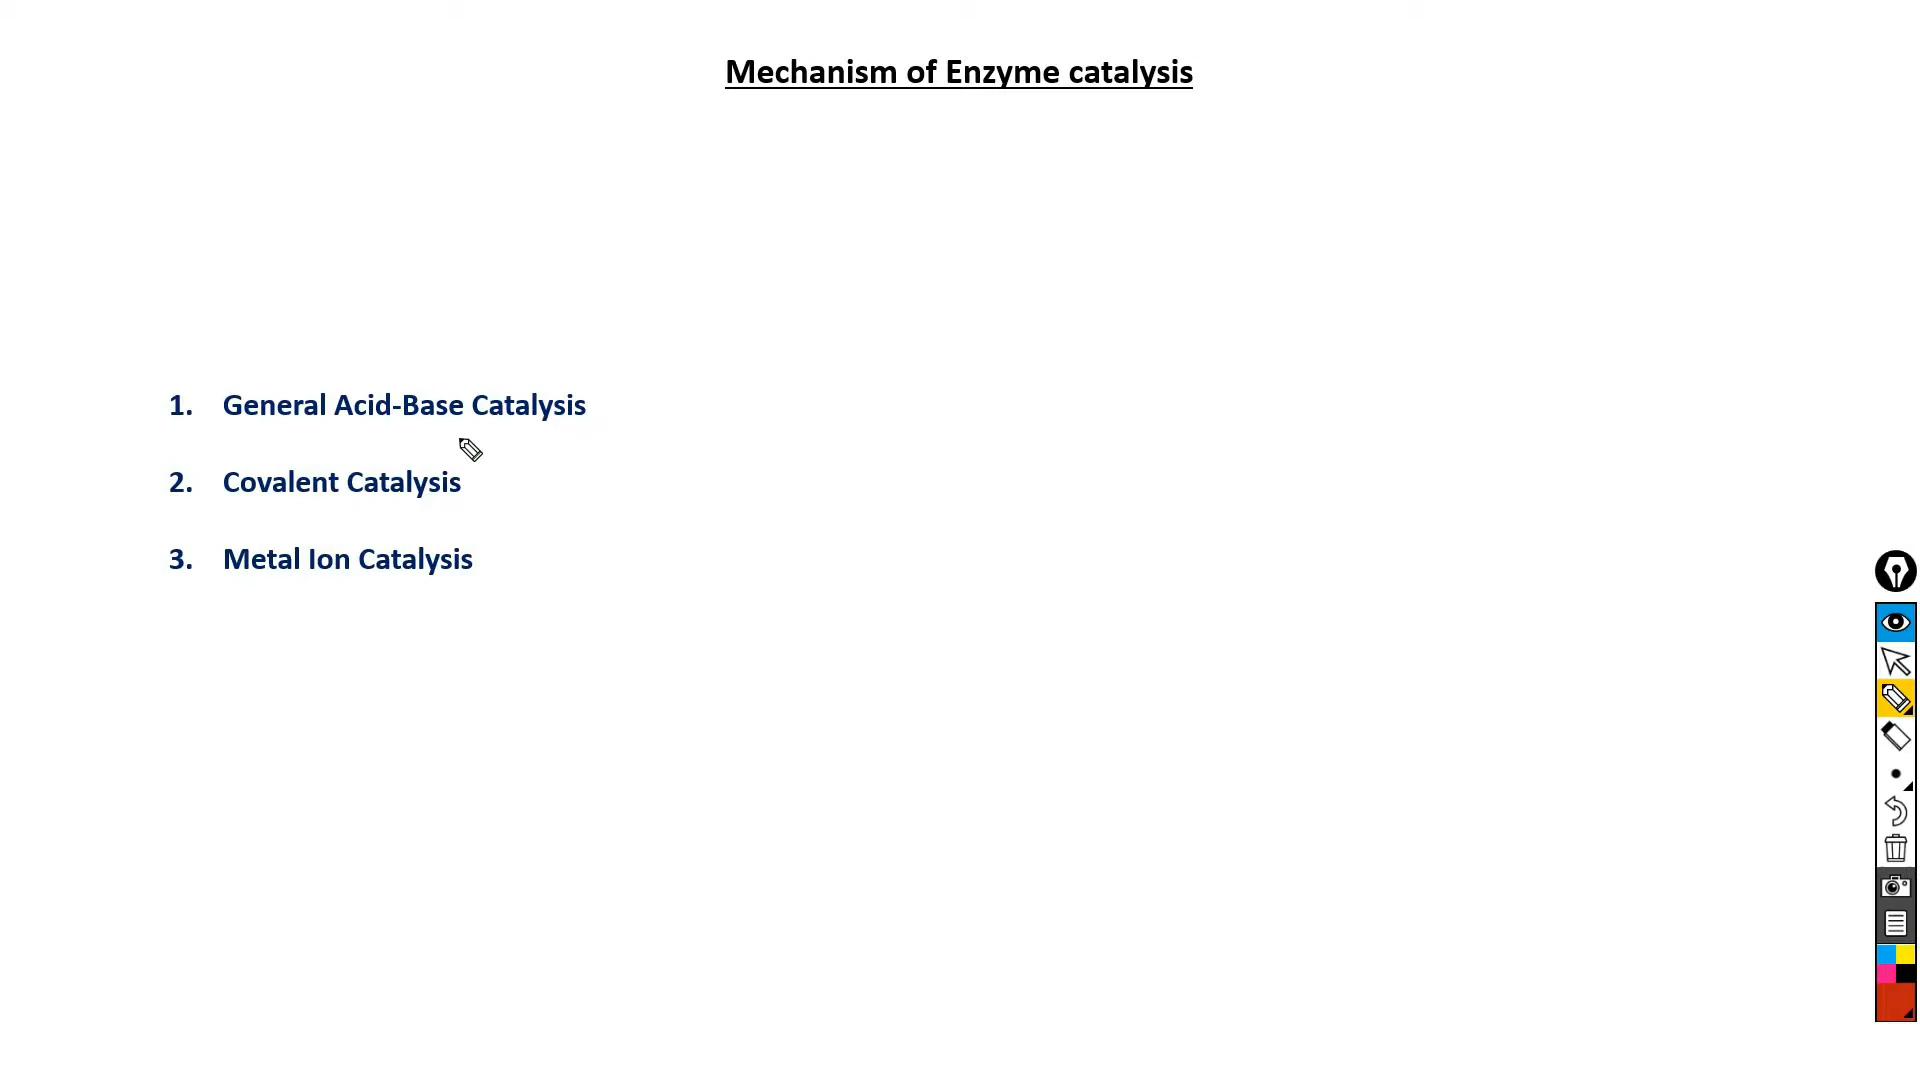 Mechanism of Enzyme catalysis
1. General Acid-Base Catalysis
2. Covalent Catalysis
3. Metal Ion Catalysis